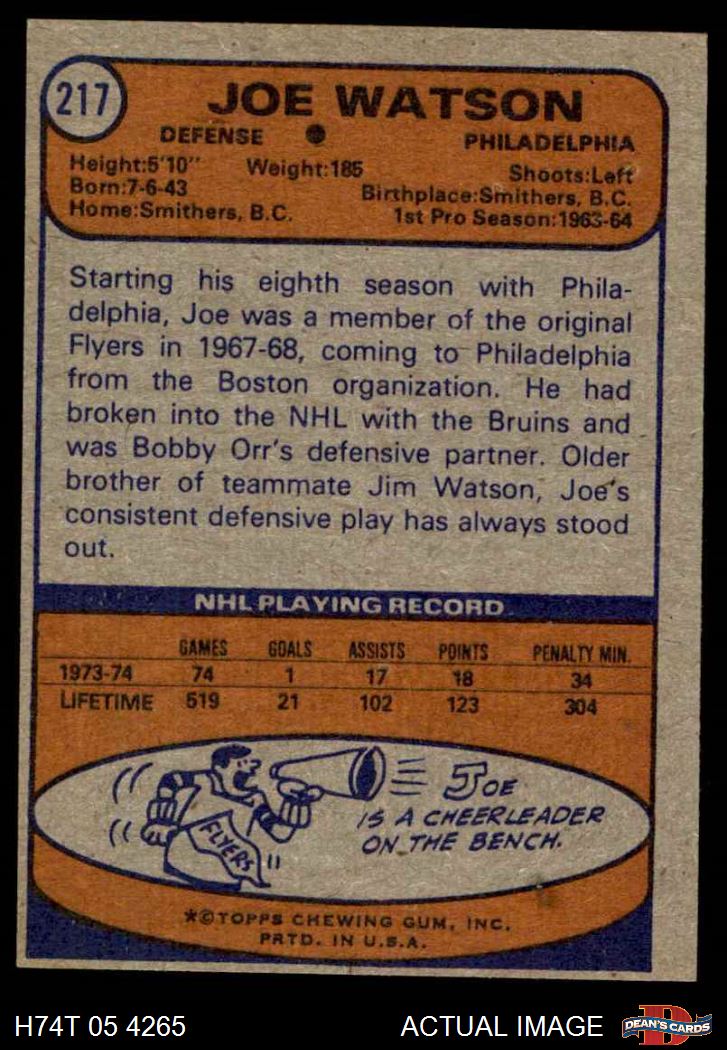 217
JOE WATSON
DEFENSE ● PHILADELPHIA
Height:5'10" Weight:185 Shoots:Left
Born:7-6-43 Birthplace:Smithers, B.C.
Home:Smithers, B.C. 1st Pro Season:1963-64
Starting his eighth season with Phila-
delphia, Joe was a member of the original
Flyers in 1967-68, coming to Philadelphia
from the Boston organization. He had
broken into the NHL with the Bruins and
was Bobby Orr's defensive partner. Older
brother of teammate Jim Watson, Joe's
consistent defensive play has always stood
out.
NHL PLAYING RECORD
GAMES GOALS ASSISTS POINTS PENALTY MIN.
1973-74 74 1 17 18 34
LIFETIME 519 21 102 123 304
JOE
IS A CHEERLEADER
ON THE BENCH.
FLYERS
*©TOPPS CHEWING GUM, INC.
PRTD. IN U.S.A.
H74T 05 4265 ACTUAL IMAGE D DEAN'S CARDS